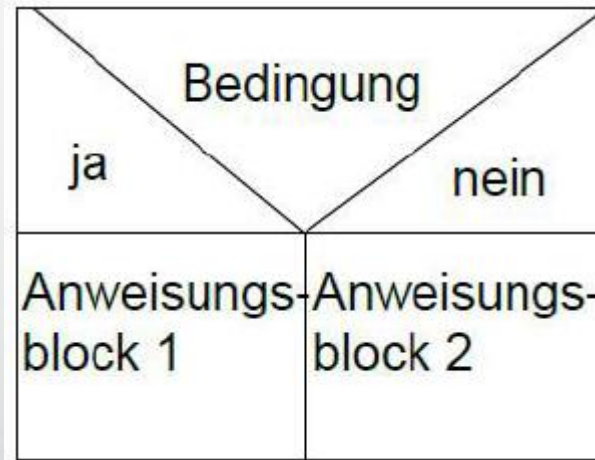 Bedingung
ja
nein
Anweisungs-
block 1
Anweisungs-
block 2